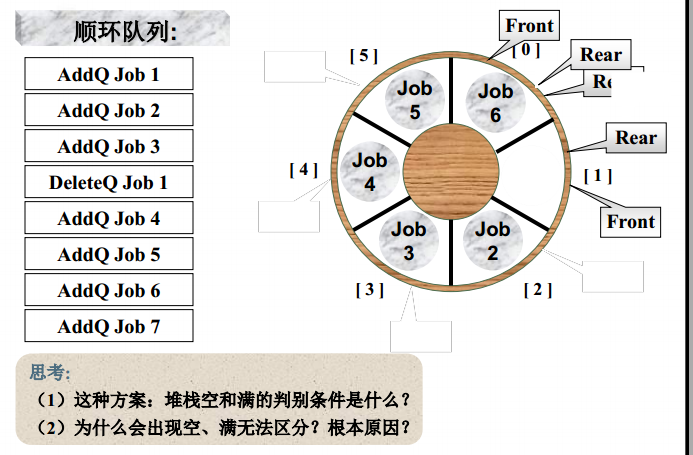 顺环队列:
AddQ Job 1
AddQ Job 2
AddQ Job 3
DeleteQ Job 1
AddQ Job 4
AddQ Job 5
AddQ Job 6
AddQ Job 7
Front
[ 5 ]
[ 0 ]
Rear
Job
5
Job
6
Rear
[ 4 ]
Job
4
[ 1 ]
Front
Job
3
Job
2
[ 3 ]
[ 2 ]
思考:
（1）这种方案：堆栈空和满的判别条件是什么？
（2）为什么会出现空、满无法区分？根本原因？